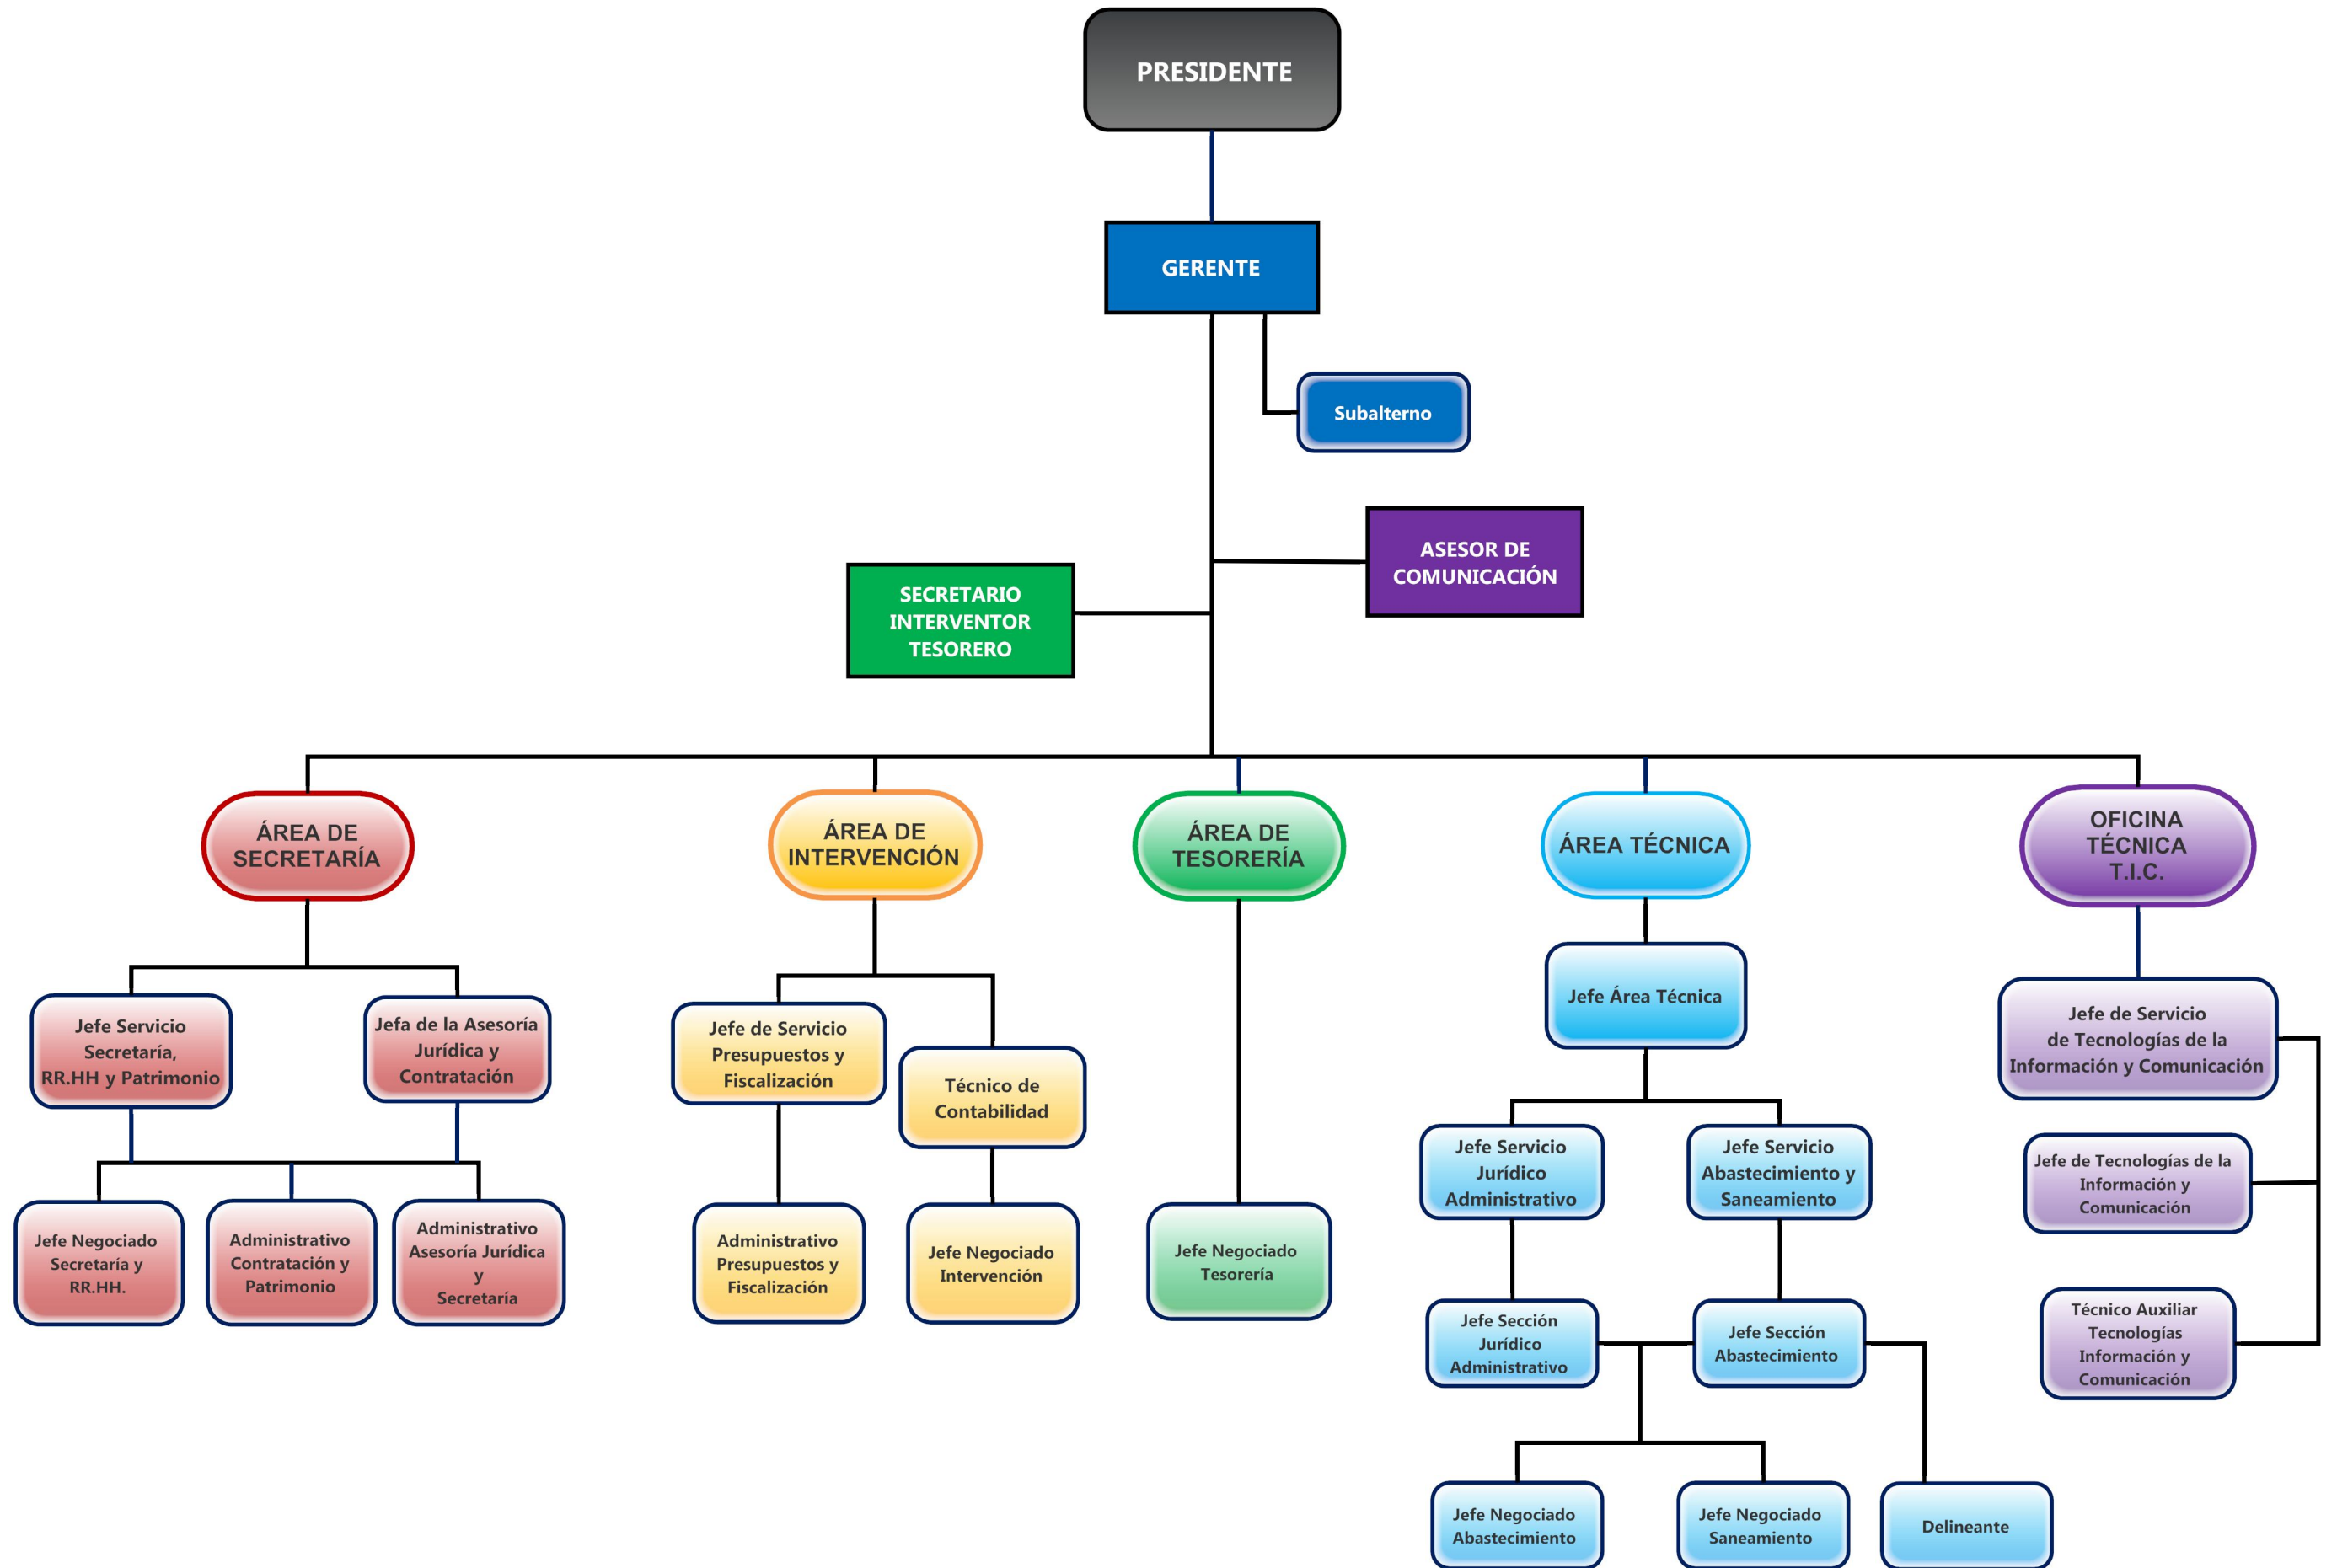 PRESIDENTE
GERENTE
Subalterno
ASESOR DE
COMUNICACIÓN
SECRETARIO
INTERVENTOR
TESORERO
ÁREA DE
SECRETARÍA
ÁREA DE
INTERVENCIÓN
ÁREA DE
TESORERÍA
ÁREA TÉCNICA
OFICINA
TÉCNICA
T.I.C.
Jefe Servicio
Secretaría,
RR.HH y Patrimonio
Jefa de la Asesoría
Jurídica y
Contratación
Jefe Negociado
Secretaría y
RR.HH.
Administrativo
Contratación y
Patrimonio
Administrativo
Asesoría Jurídica
y
Secretaría
Jefe de Servicio
Presupuestos y
Fiscalización
Técnico de
Contabilidad
Administrativo
Presupuestos y
Fiscalización
Jefe Negociado
Intervención
Jefe Negociado
Tesorería
Jefe Área Técnica
Jefe Servicio
Jurídico
Administrativo
Jefe Servicio
Abastecimiento y
Saneamiento
Jefe Sección
Jurídico
Administrativo
Jefe Sección
Abastecimiento
Jefe Negociado
Abastecimiento
Jefe Negociado
Saneamiento
Delineante
Jefe de Servicio
de Tecnologías de la
Información y Comunicación
Jefe de Tecnologías de la
Información y
Comunicación
Técnico Auxiliar
Tecnologías
Información y
Comunicación